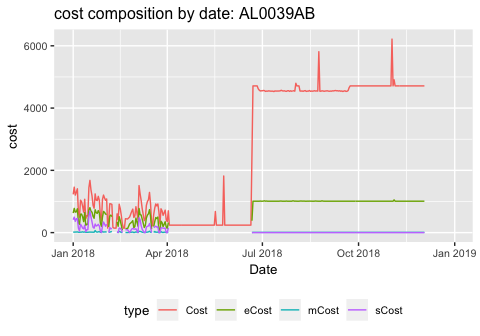 cost composition by date: AL0039AB
6000
4000
2000
0
cost
Jan 2018 Apr 2018 Jul 2018 Oct 2018 Jan 2019
Date
type Cost eCost mCost sCost